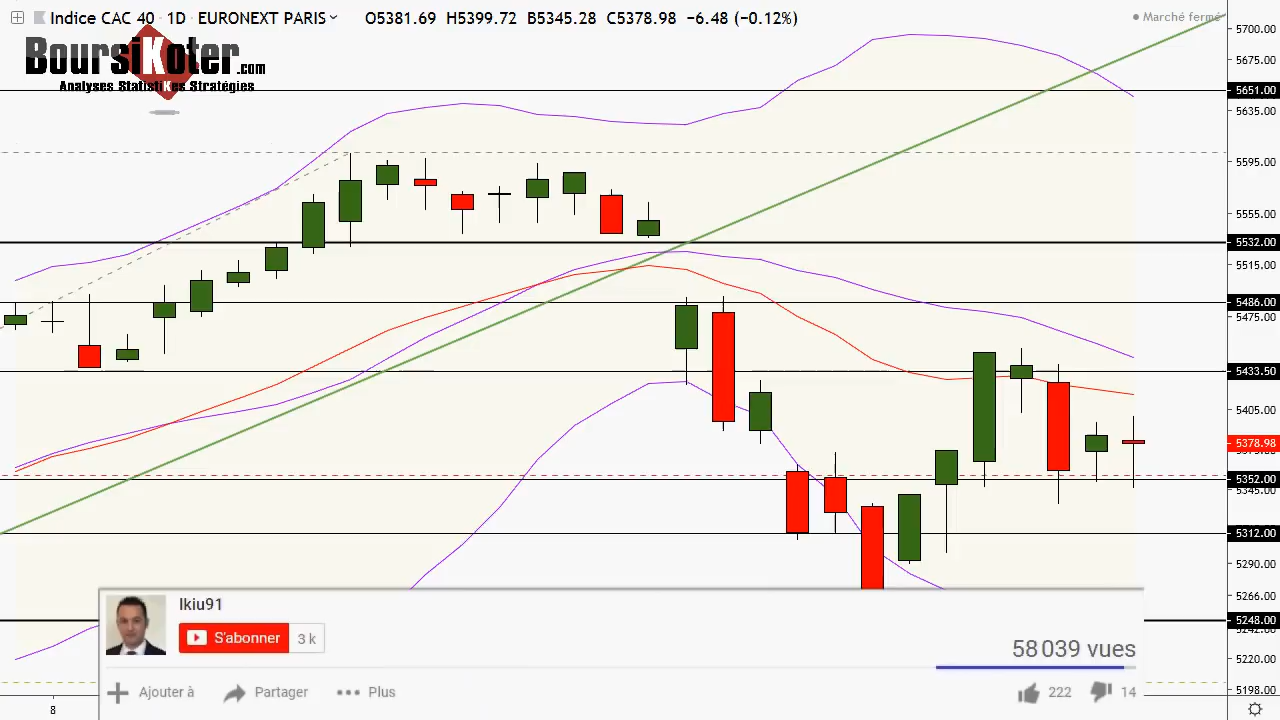 Indice CAC 40 · 1D · EURONEXT PARIS O5381.69 H5399.72 B5345.28 C5378.98 −6.48 (−0.12%)
Marché fermé
BoursiKoter.com
Analyses StatistiKes Stratégies
5700.00
5675.00
5651.00
5635.00
5595.00
5555.00
5532.00
5515.00
5486.00
5475.00
5433.50
5405.00
5378.98
5352.00
5345.00
5312.00
5290.00
5266.00
5248.00
5220.00
5198.00
8
Ikiu91
S'abonner 3 k
58 039 vues
Ajouter à Partager Plus 222 14